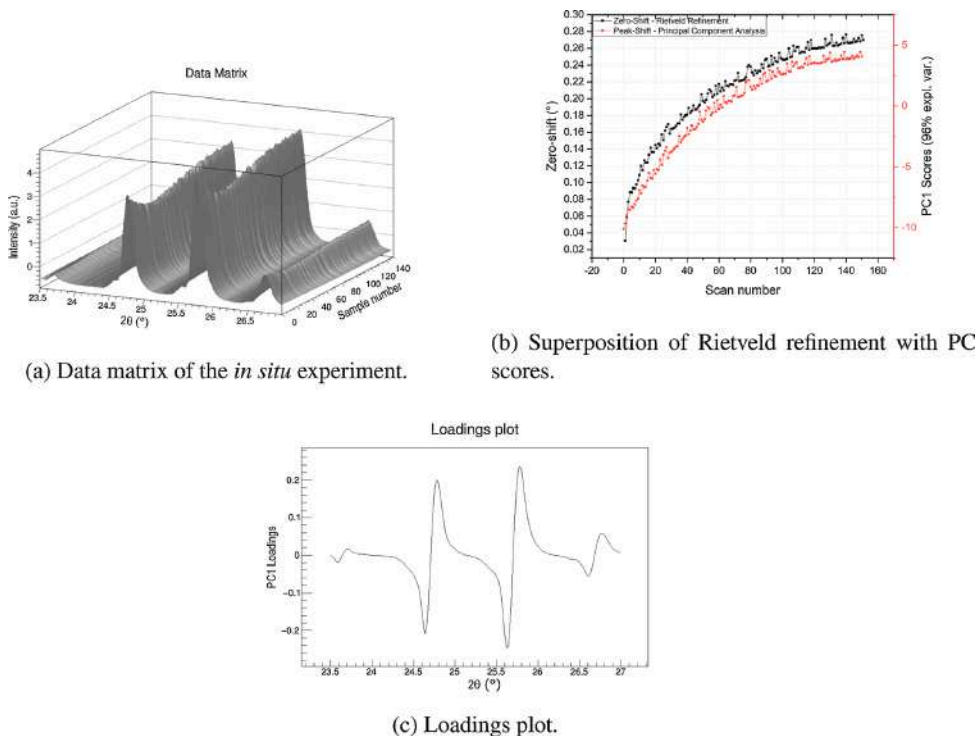 Data Matrix
Intensity (a.u.)
4
3
2
1
0
23.5
24
24.5
25
25.5
26
26.5
2θ (°)
0
20
40
60
80
100
120
140
Sample number
(a) Data matrix of the in situ experiment.
Zero-Shift - Rietveld Refinement
Peak-Shift - Principal Component Analysis
Zero-shift (°)
0.30
0.28
0.26
0.24
0.22
0.20
0.18
0.16
0.14
0.12
0.10
0.08
0.06
0.04
0.02
5
0
-5
-10
PC1 Scores (96% expl. var.)
-20 0 20 40 60 80 100 120 140 160
Scan number
(b) Superposition of Rietveld refinement with PC
scores.
Loadings plot
PC1 Loadings
0.2
0.1
0
-0.1
-0.2
23.5 24 24.5 25 25.5 26 26.5 27
2θ (°)
(c) Loadings plot.